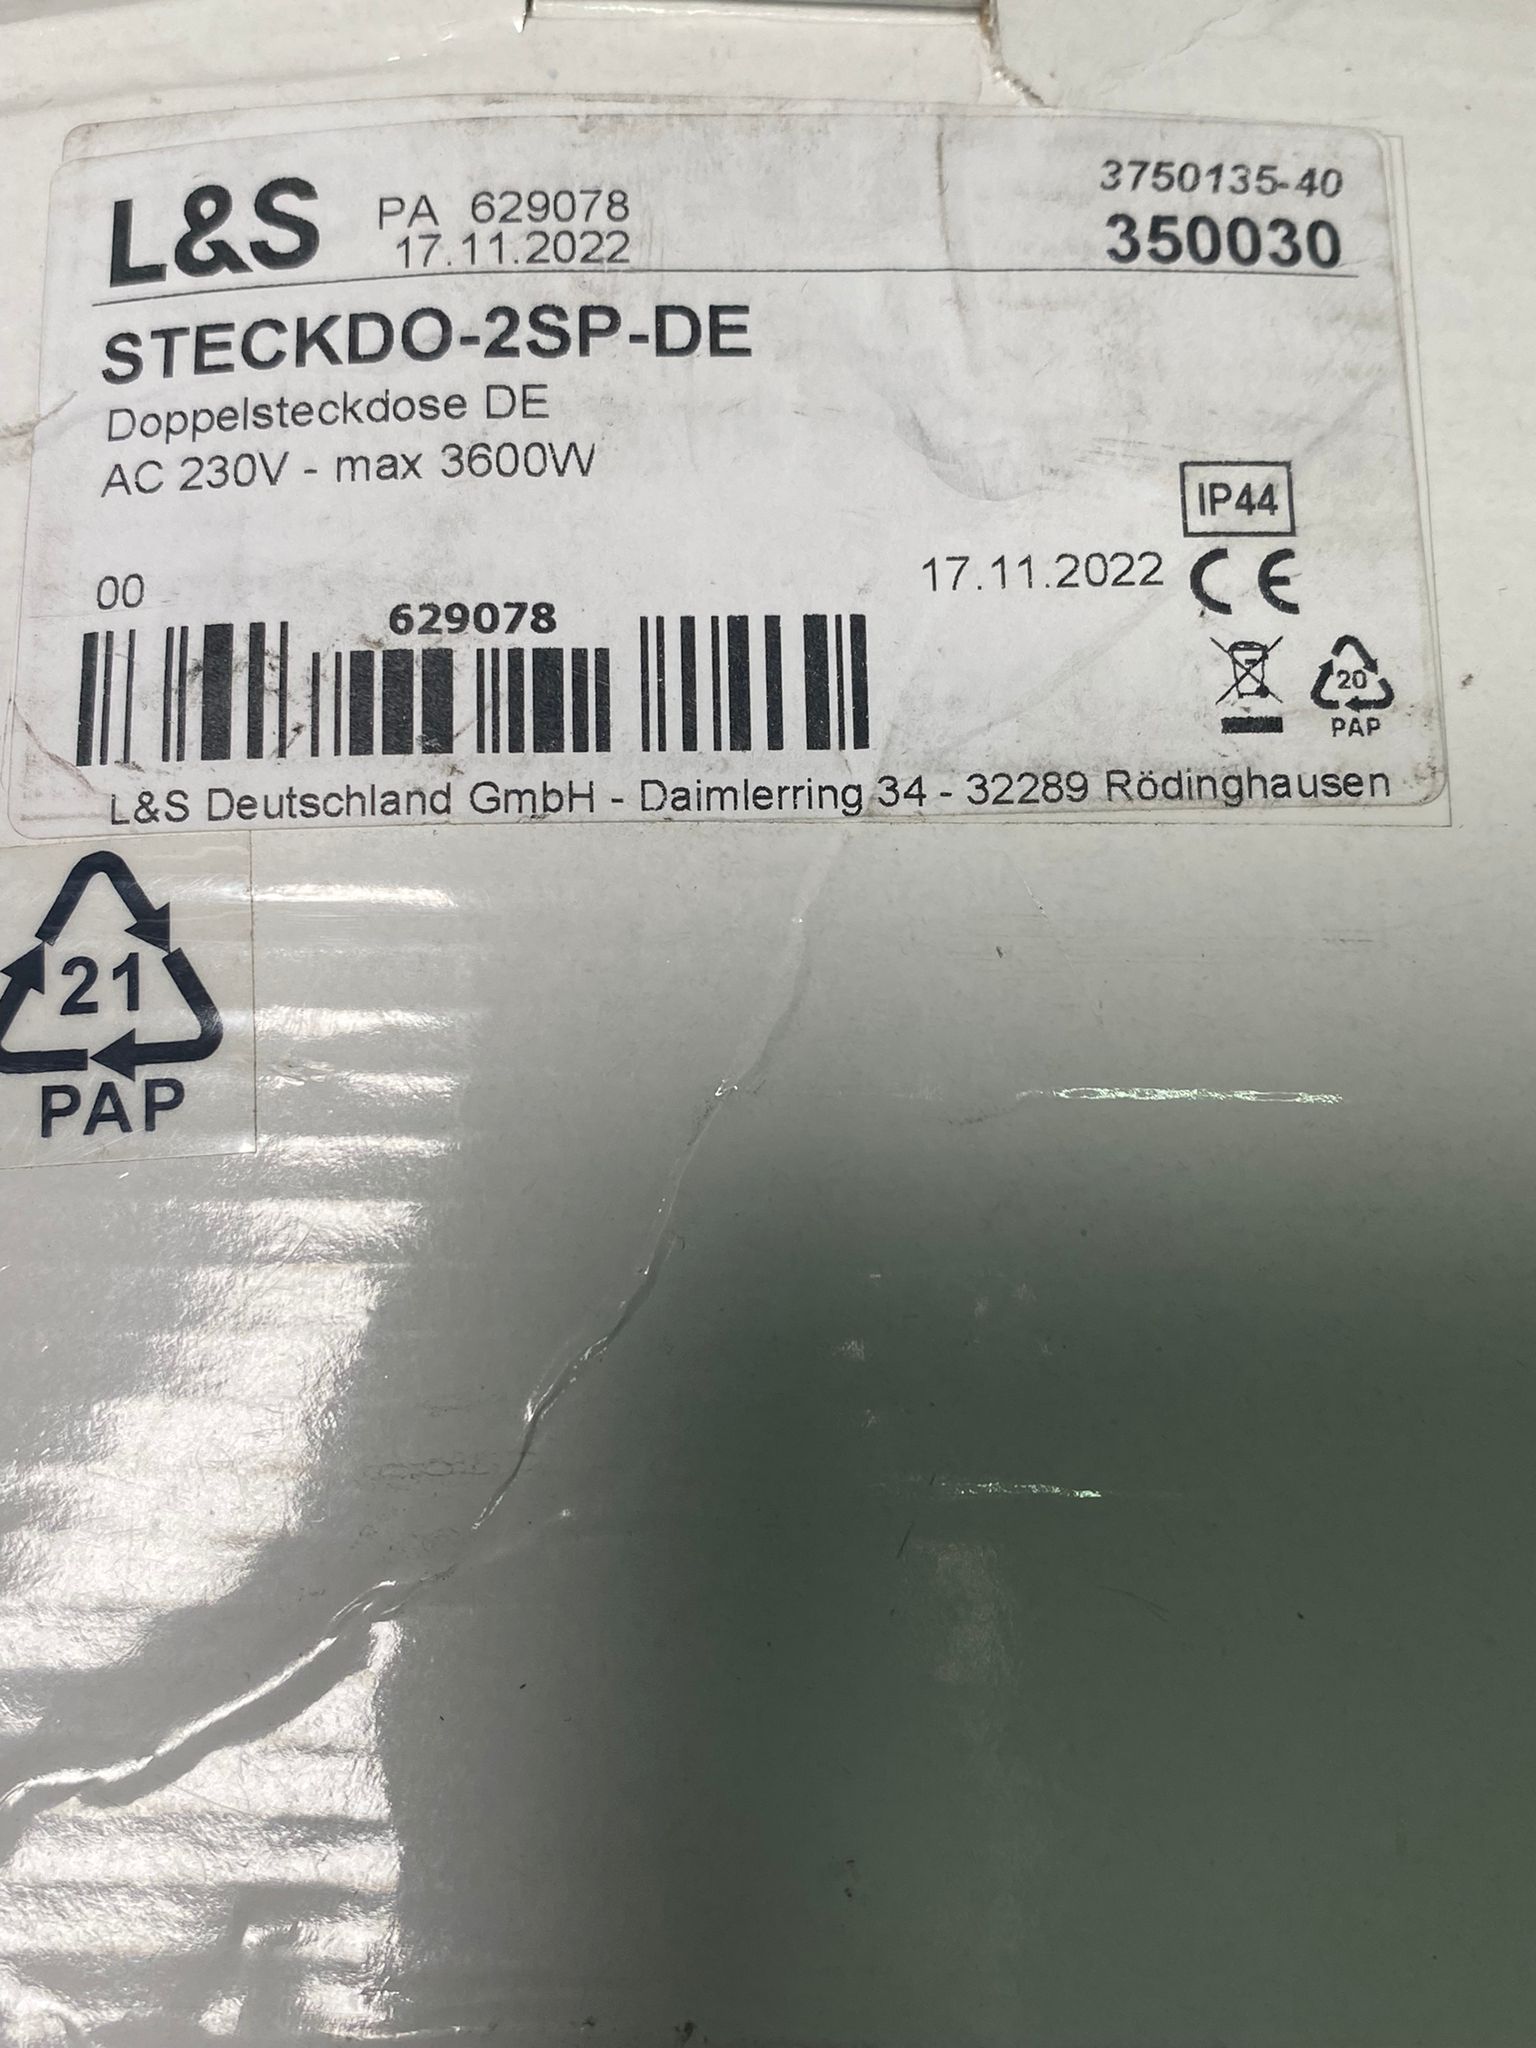 L&S PA 629078 3750135-40
17.11.2022 350030
STECKDO-2SP-DE
Doppelsteckdose DE
AC 230V - max 3600W
IP44
17.11.2022 CE
00
629078
20
PAP
L&S Deutschland GmbH - Daimlerring 34 - 32289 Rödinghausen
21
PAP